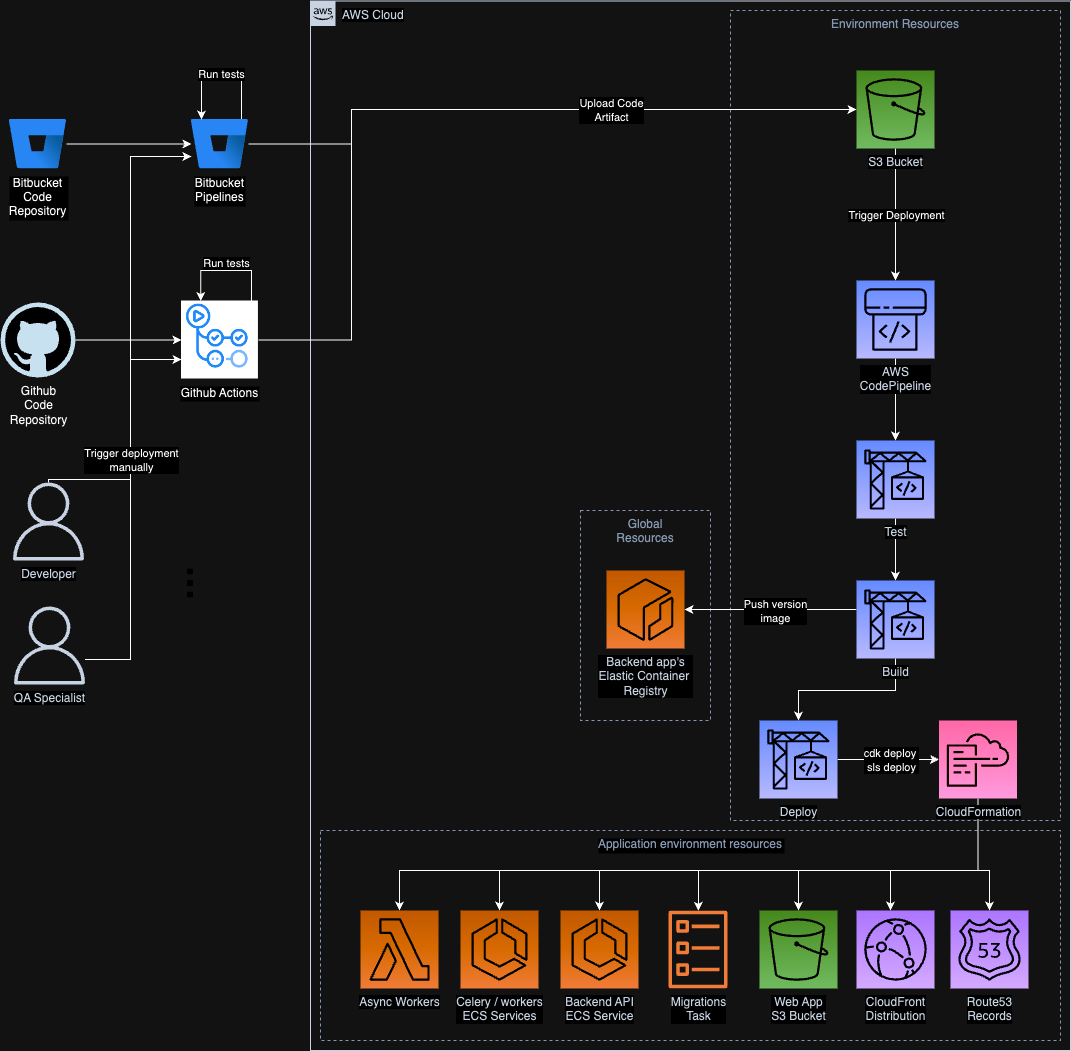 aws
AWS Cloud
Environment Resources
Run tests
Upload Code
Artifact
S3 Bucket
Bitbucket
Code
Repository
Bitbucket
Pipelines
Trigger Deployment
Run tests
AWS
CodePipeline
Github
Code
Repository
Github Actions
Trigger deployment
manually
Test
Global
Resources
Developer
Push version
image
Backend app's
Elastic Container
Registry
Build
QA Specialist
cdk deploy
sls deploy
Deploy
CloudFormation
Application environment resources
53
Async Workers
Celery / workers
ECS Services
Backend API
ECS Service
Migrations
Task
Web App
S3 Bucket
CloudFront
Distribution
Route53
Records